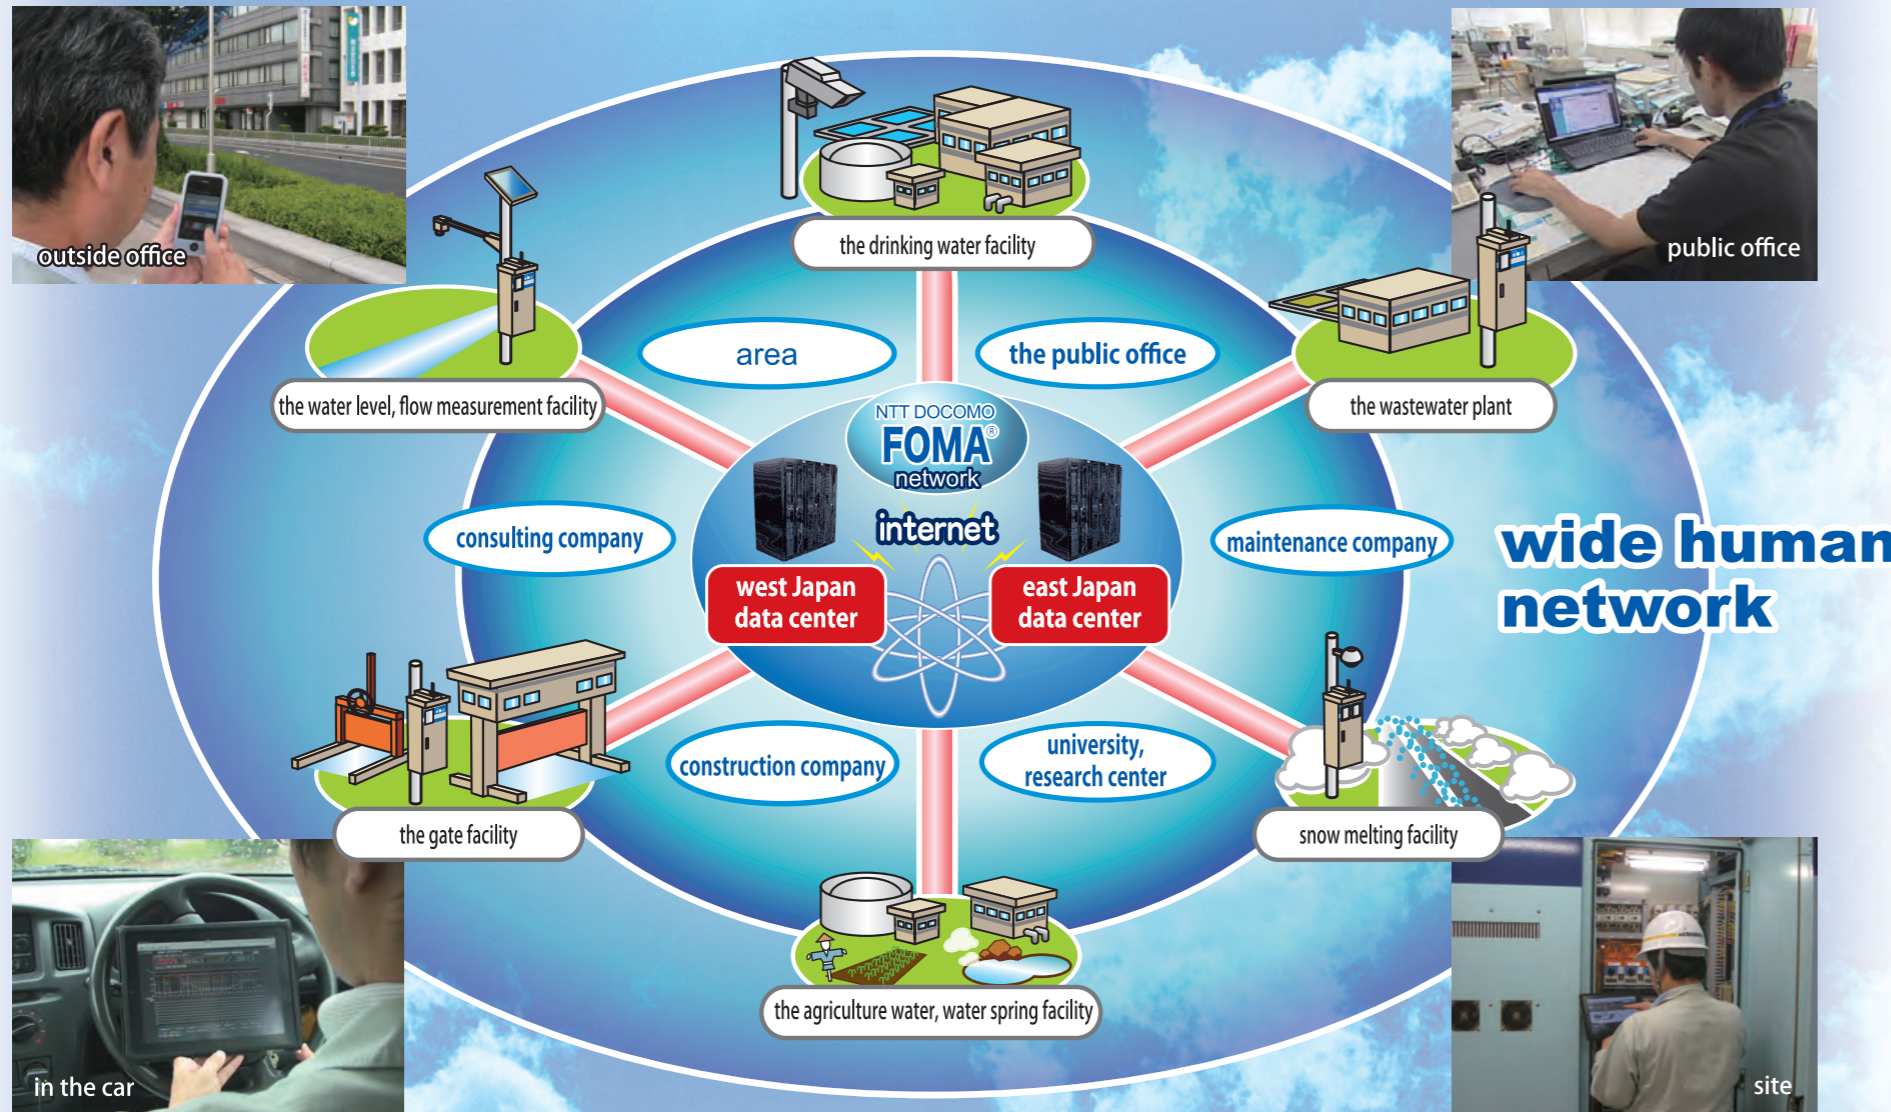 outside office
public office
the drinking water facility
area
the public office
the water level, flow measurement facility
the wastewater plant
NTT DOCOMO
FOMA®
network
internet
consulting company
maintenance company
wide human
network
west Japan
data center
east Japan
data center
construction company
university,
research center
the gate facility
snow melting facility
the agriculture water, water spring facility
in the car
site